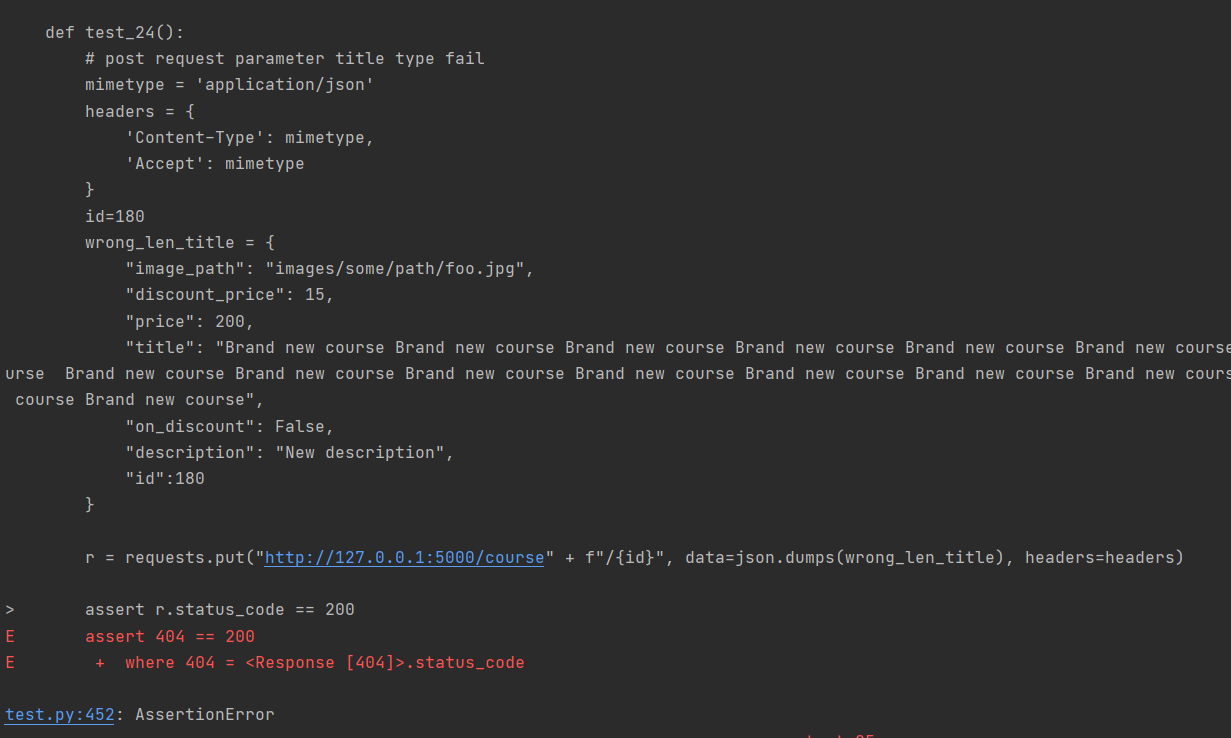 def test_24():
# post request parameter title type fail
mimetype = 'application/json'
headers = {
'Content-Type': mimetype,
'Accept': mimetype
}
id=180
wrong_len_title = {
"image_path": "images/some/path/foo.jpg",
"discount_price": 15,
"price": 200,
"title": "Brand new course Brand new course Brand new course Brand new course Brand new course Brand new course
urse  Brand new course Brand new course Brand new course Brand new course Brand new course Brand new course Brand new cours
course Brand new course",
"on_discount": False,
"description": "New description",
"id":180
}
r = requests.put("http://127.0.0.1:5000/course" + f"/{id}", data=json.dumps(wrong_len_title), headers=headers)
> assert r.status_code == 200
E assert 404 == 200
E + where 404 = <Response [404]>.status_code
test.py:452: AssertionError